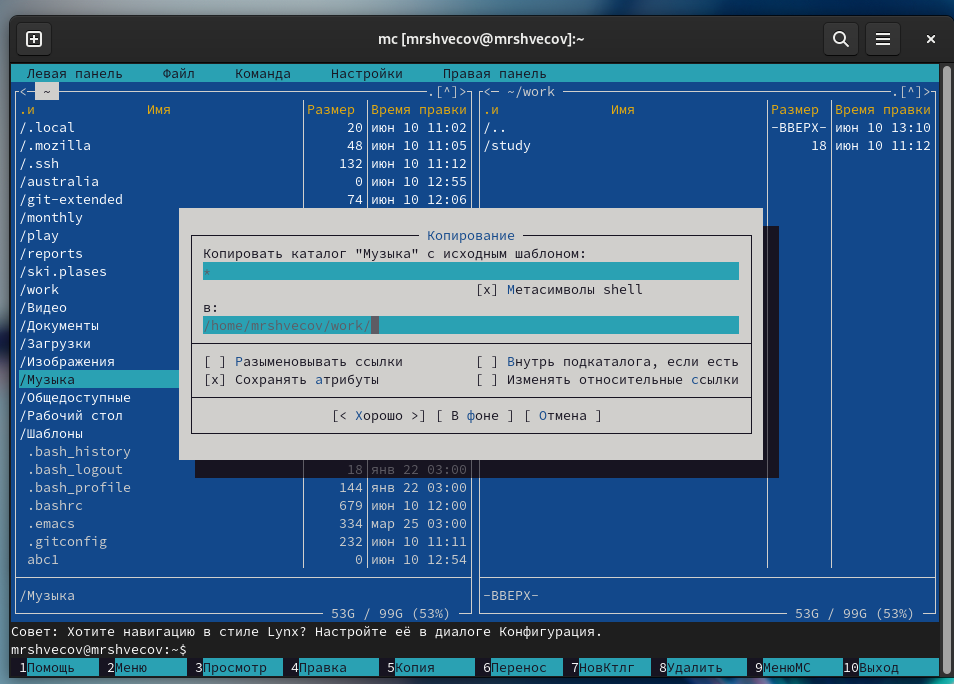 mc [mrshvecov@mrshvecov]:~
Левая панель Файл Команда Настройки Правая панель
<─ ~ .[^]> <─ ~/work .[^]>
.и Имя Размер Время правки .и Имя Размер Время правки
/.local 20 июн 10 11:02 /.. -ВВЕРХ- июн 10 13:10
/.mozilla 48 июн 10 11:05 /study 18 июн 10 11:12
/.ssh 132 июн 10 11:12
/australia 0 июн 10 12:55
/git-extended 74 июн 10 12:06
/monthly
/play
/reports
/ski.plases
/work
/Видео
/Документы
/Загрузки
/Изображения
/Музыка
/Общедоступные
/Рабочий стол
/Шаблоны
.bash_history
.bash_logout 18 янв 22 03:00
.bash_profile 144 янв 22 03:00
.bashrc 679 июн 10 12:00
.emacs 334 мар 25 03:00
.gitconfig 232 июн 10 11:11
abc1 0 июн 10 12:54
Копирование
Копировать каталог "Музыка" с исходным шаблоном:
*
[x] Метасимволы shell
в:
/home/mrshvecov/work/
[ ] Разыменовывать ссылки [ ] Внутрь подкаталога, если есть
[x] Сохранять атрибуты [ ] Изменять относительные ссылки
[< Хорошо >] [ В фоне ] [ Отмена ]
/Музыка -ВВЕРХ-
53G / 99G (53%) 53G / 99G (53%)
Совет: Хотите навигацию в стиле Lynx? Настройте её в диалоге Конфигурация.
mrshvecov@mrshvecov:~$
1Помощь 2Меню 3Просмотр 4Правка 5Копия 6Перенос 7НовКтлг 8Удалить 9МенюMC 10Выход